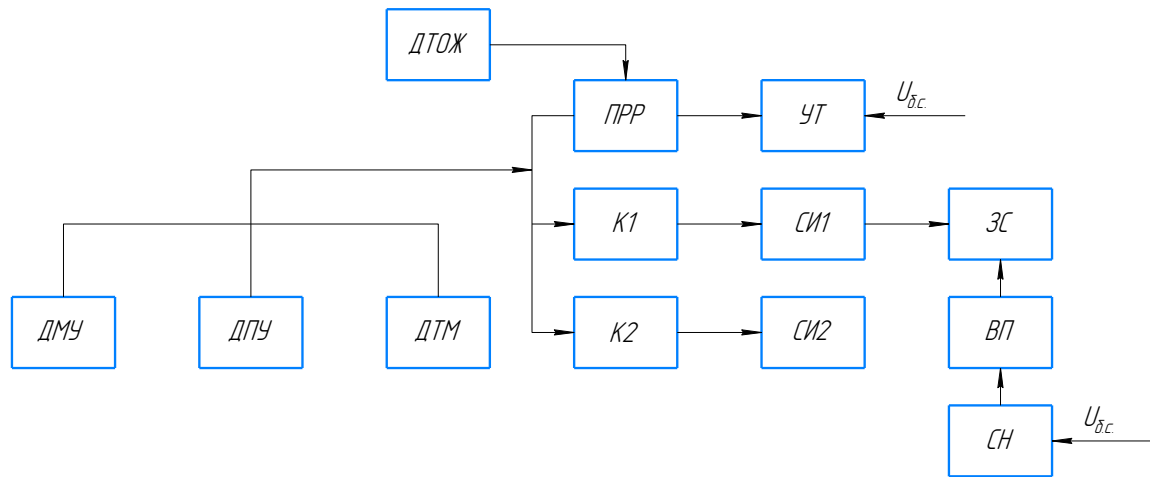 ДТОЖ
ПРР
УТ
Uб.с.
К1
СИ1
ЗС
ДМУ
ДПУ
ДТМ
К2
СИ2
ВП
СН
Uб.с.